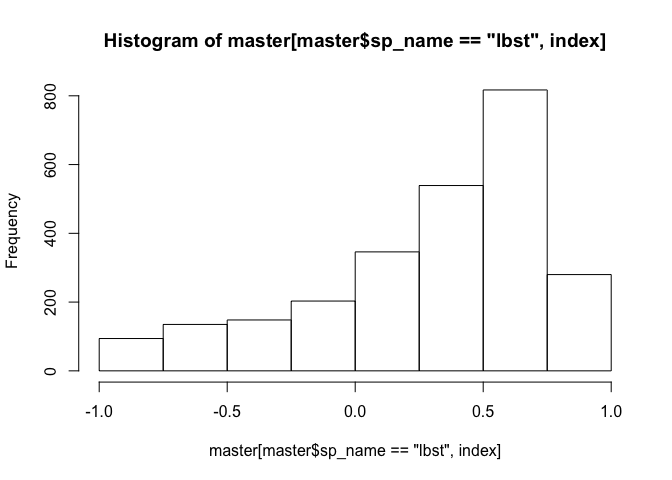 Histogram of master[master$sp_name == "lbst", index]
Frequency
800
600
400
200
0
-1.0 -0.5 0.0 0.5 1.0
master[master$sp_name == "lbst", index]